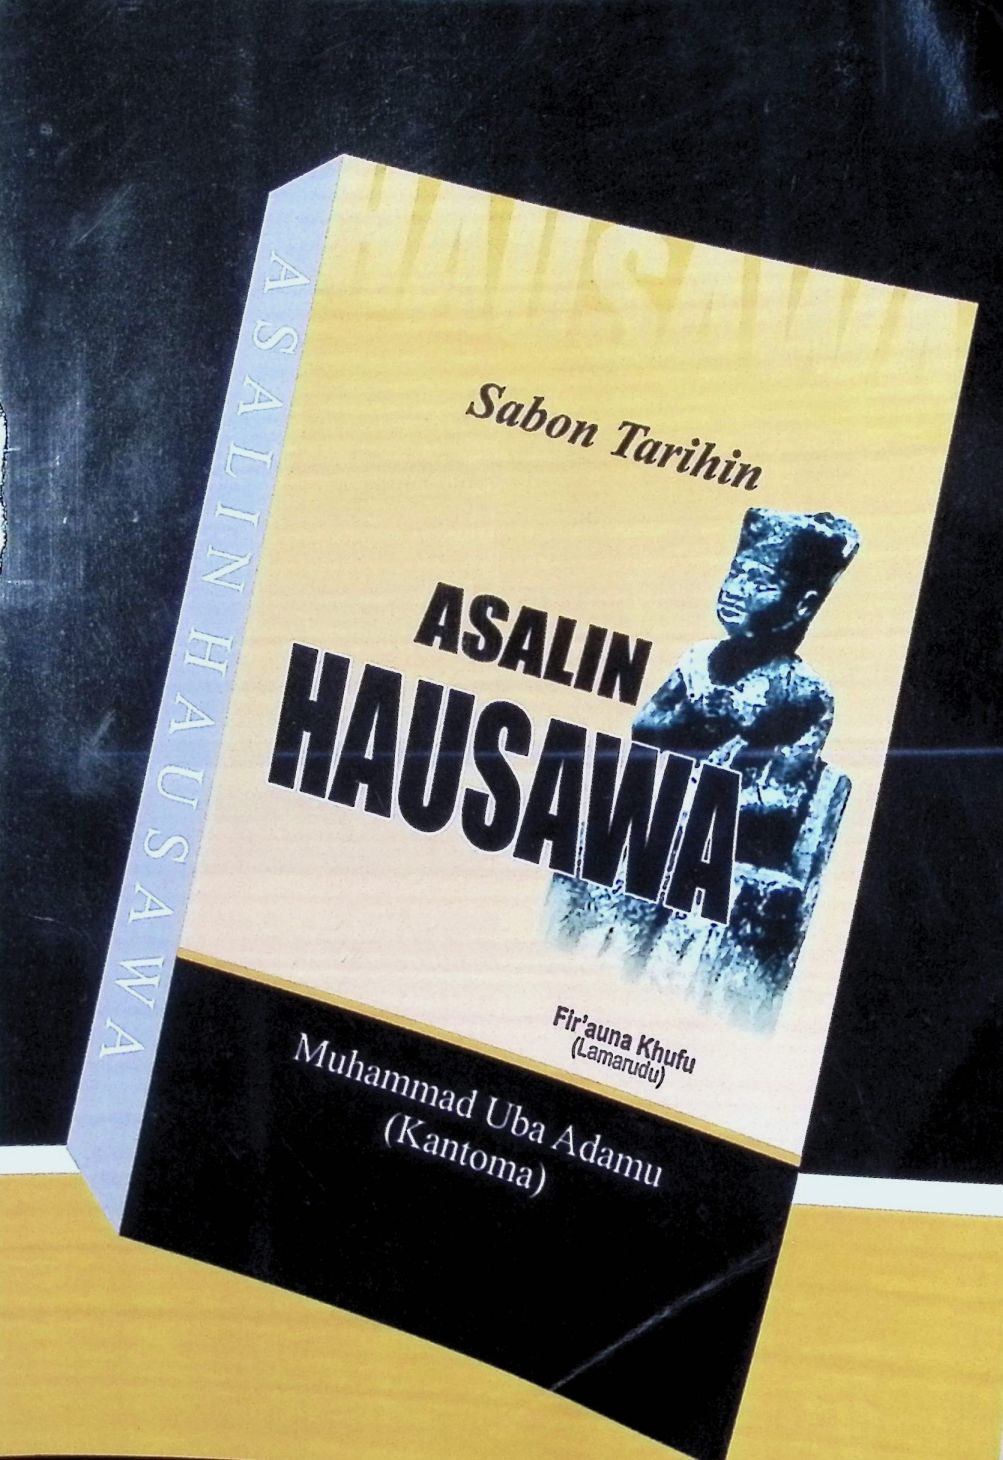 HAUSAWA
Sabon Tarihin
ASALIN
HAUSAWA
Fir'auna Khufu
(Lamarudu)
Muhammad Uba Adamu
(Kantoma)
ASALIN HAUSAWA